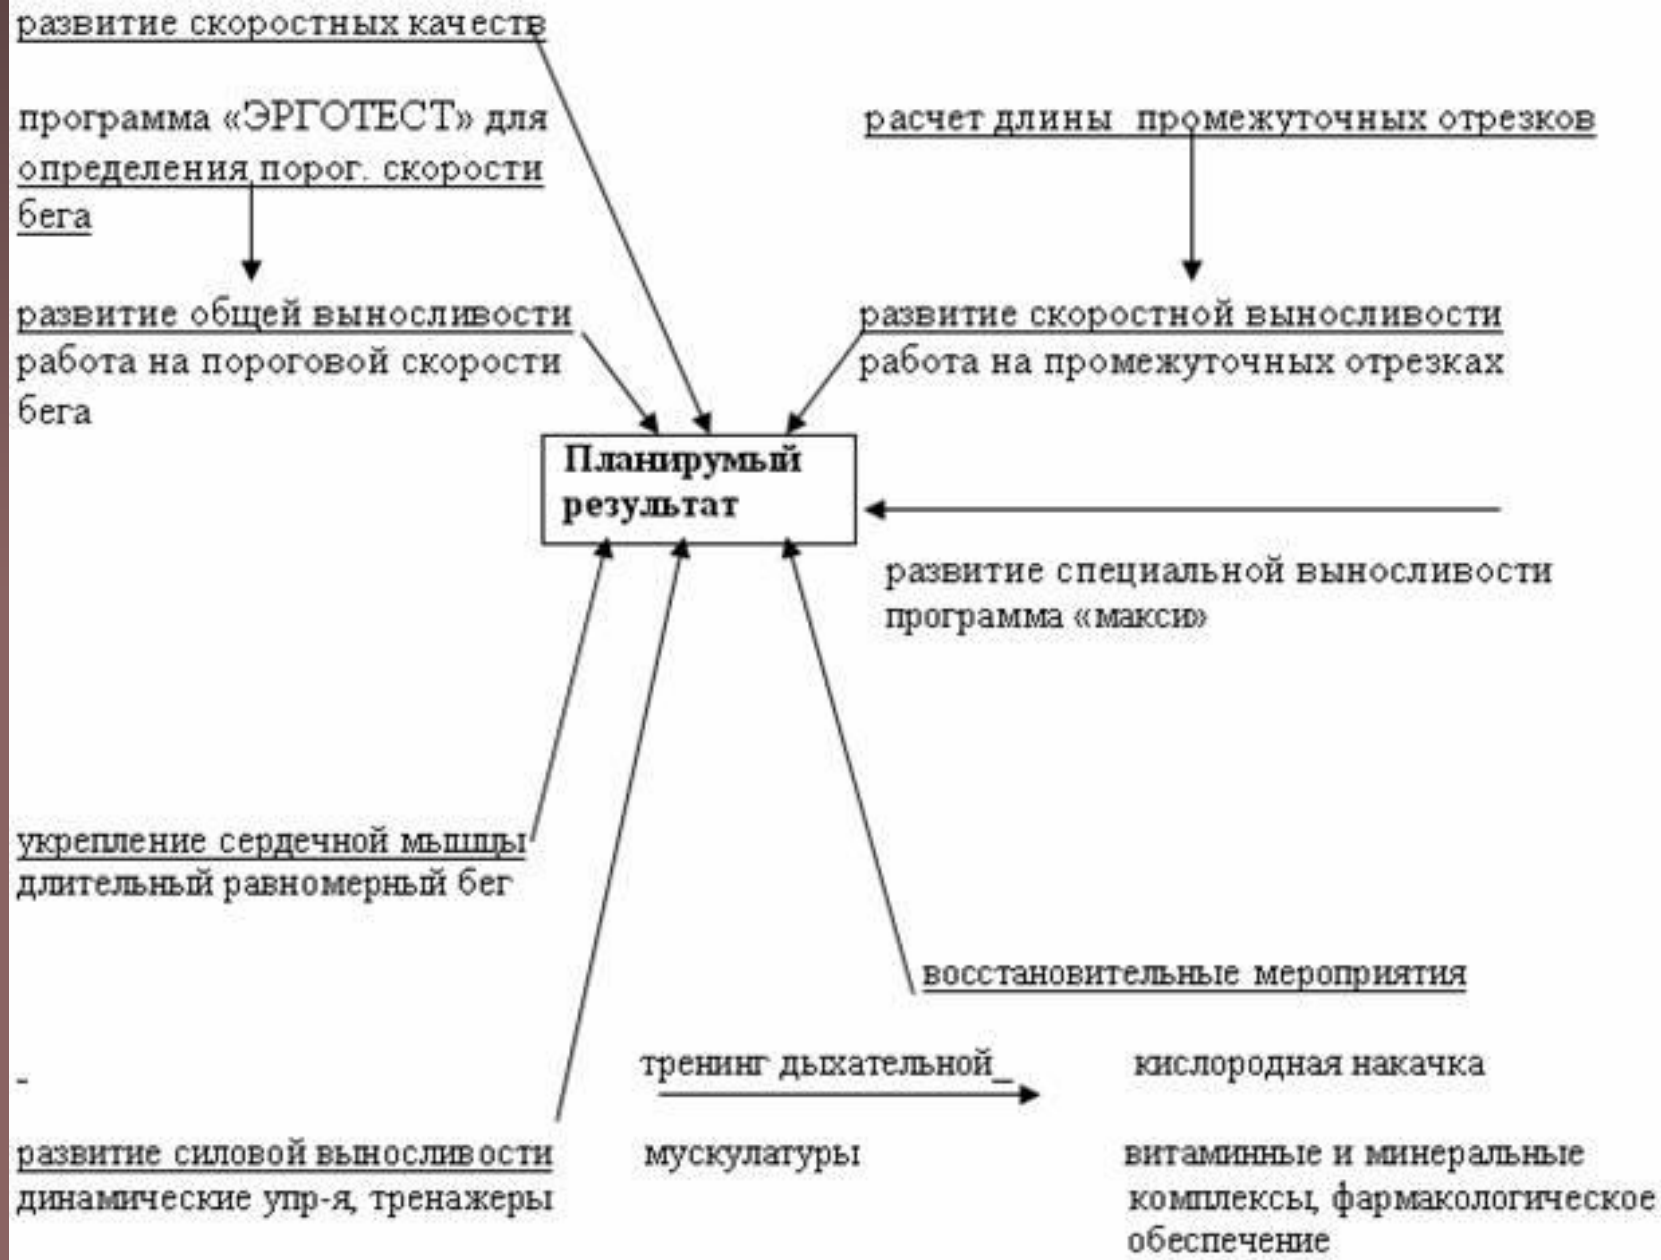 развитие скоростных качеств
программа «ЭРГОТЕСТ» для
определения порог. скорости
бега
расчет длины промежуточных отрезков
развитие общей выносливости
работа на пороговой скорости
бега
развитие скоростной выносливости
работа на промежуточных отрезках
Планирумый
результат
развитие специальной выносливости
программа «макси»
укрепление сердечной мышцы
длительный равномерный бег
восстановительные мероприятия
-
тренинг дыхательной_
кислородная накачка
развитие силовой выносливости
динамические упр-я, тренажеры
мускулатуры
витаминные и минеральные
комплексы, фармакологическое
обеспечение